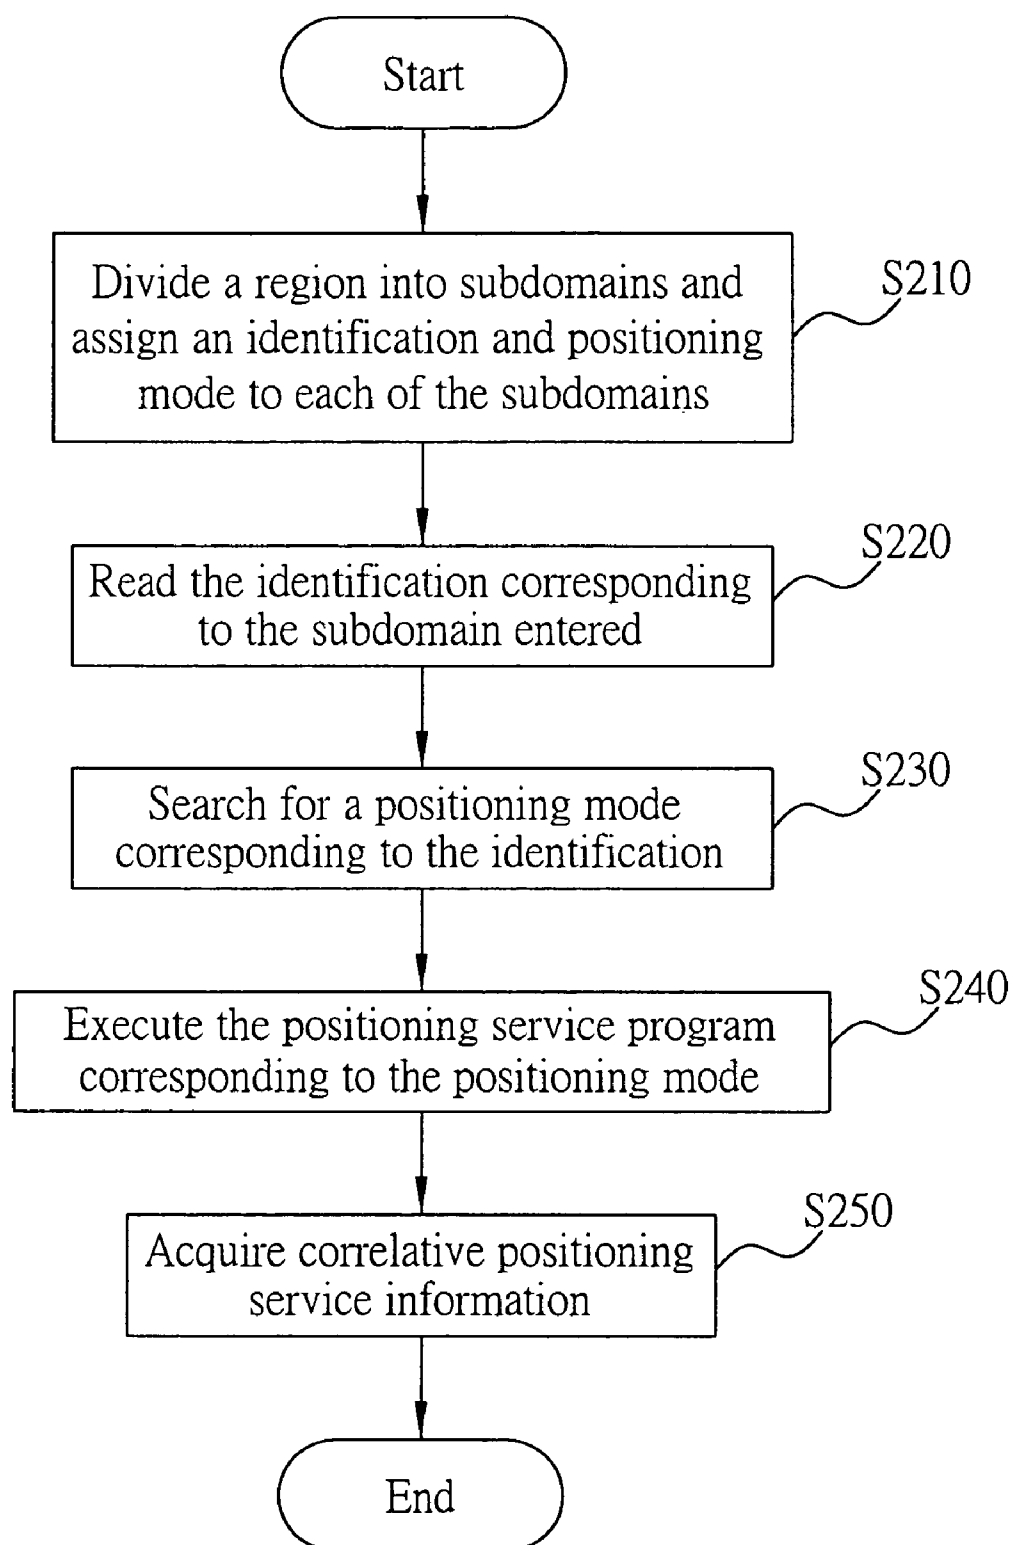 Start
Divide a region into subdomains and
assign an identification and positioning
mode to each of the subdomains
S210
Read the identification corresponding
to the subdomain entered
S220
Search for a positioning mode
corresponding to the identification
S230
Execute the positioning service program
corresponding to the positioning mode
S240
Acquire correlative positioning
service information
S250
End